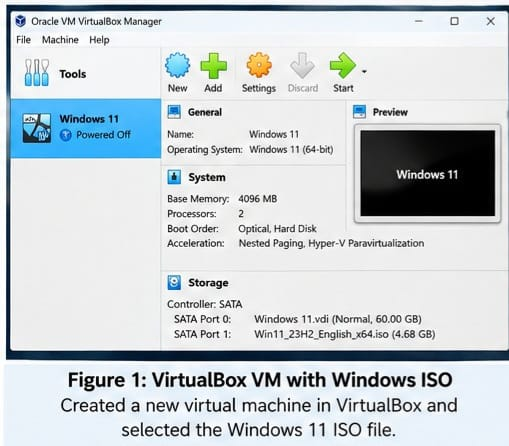 Oracle VM VirtualBox Manager
File Machine Help
Tools
New Add Settings Discard Start
Windows 11
Powered Off
General
Name: Windows 11
Operating System: Windows 11 (64-bit)
Preview
Windows 11
System
Base Memory: 4096 MB
Processors: 2
Boot Order: Optical, Hard Disk
Acceleration: Nested Paging, Hyper-V Paravirtualization
Storage
Controller: SATA
SATA Port 0: Windows 11.vdi (Normal, 60.00 GB)
SATA Port 1: Win11_23H2_English_x64.iso (4.68 GB)
Figure 1: VirtualBox VM with Windows ISO
Created a new virtual machine in VirtualBox and
selected the Windows 11 ISO file.